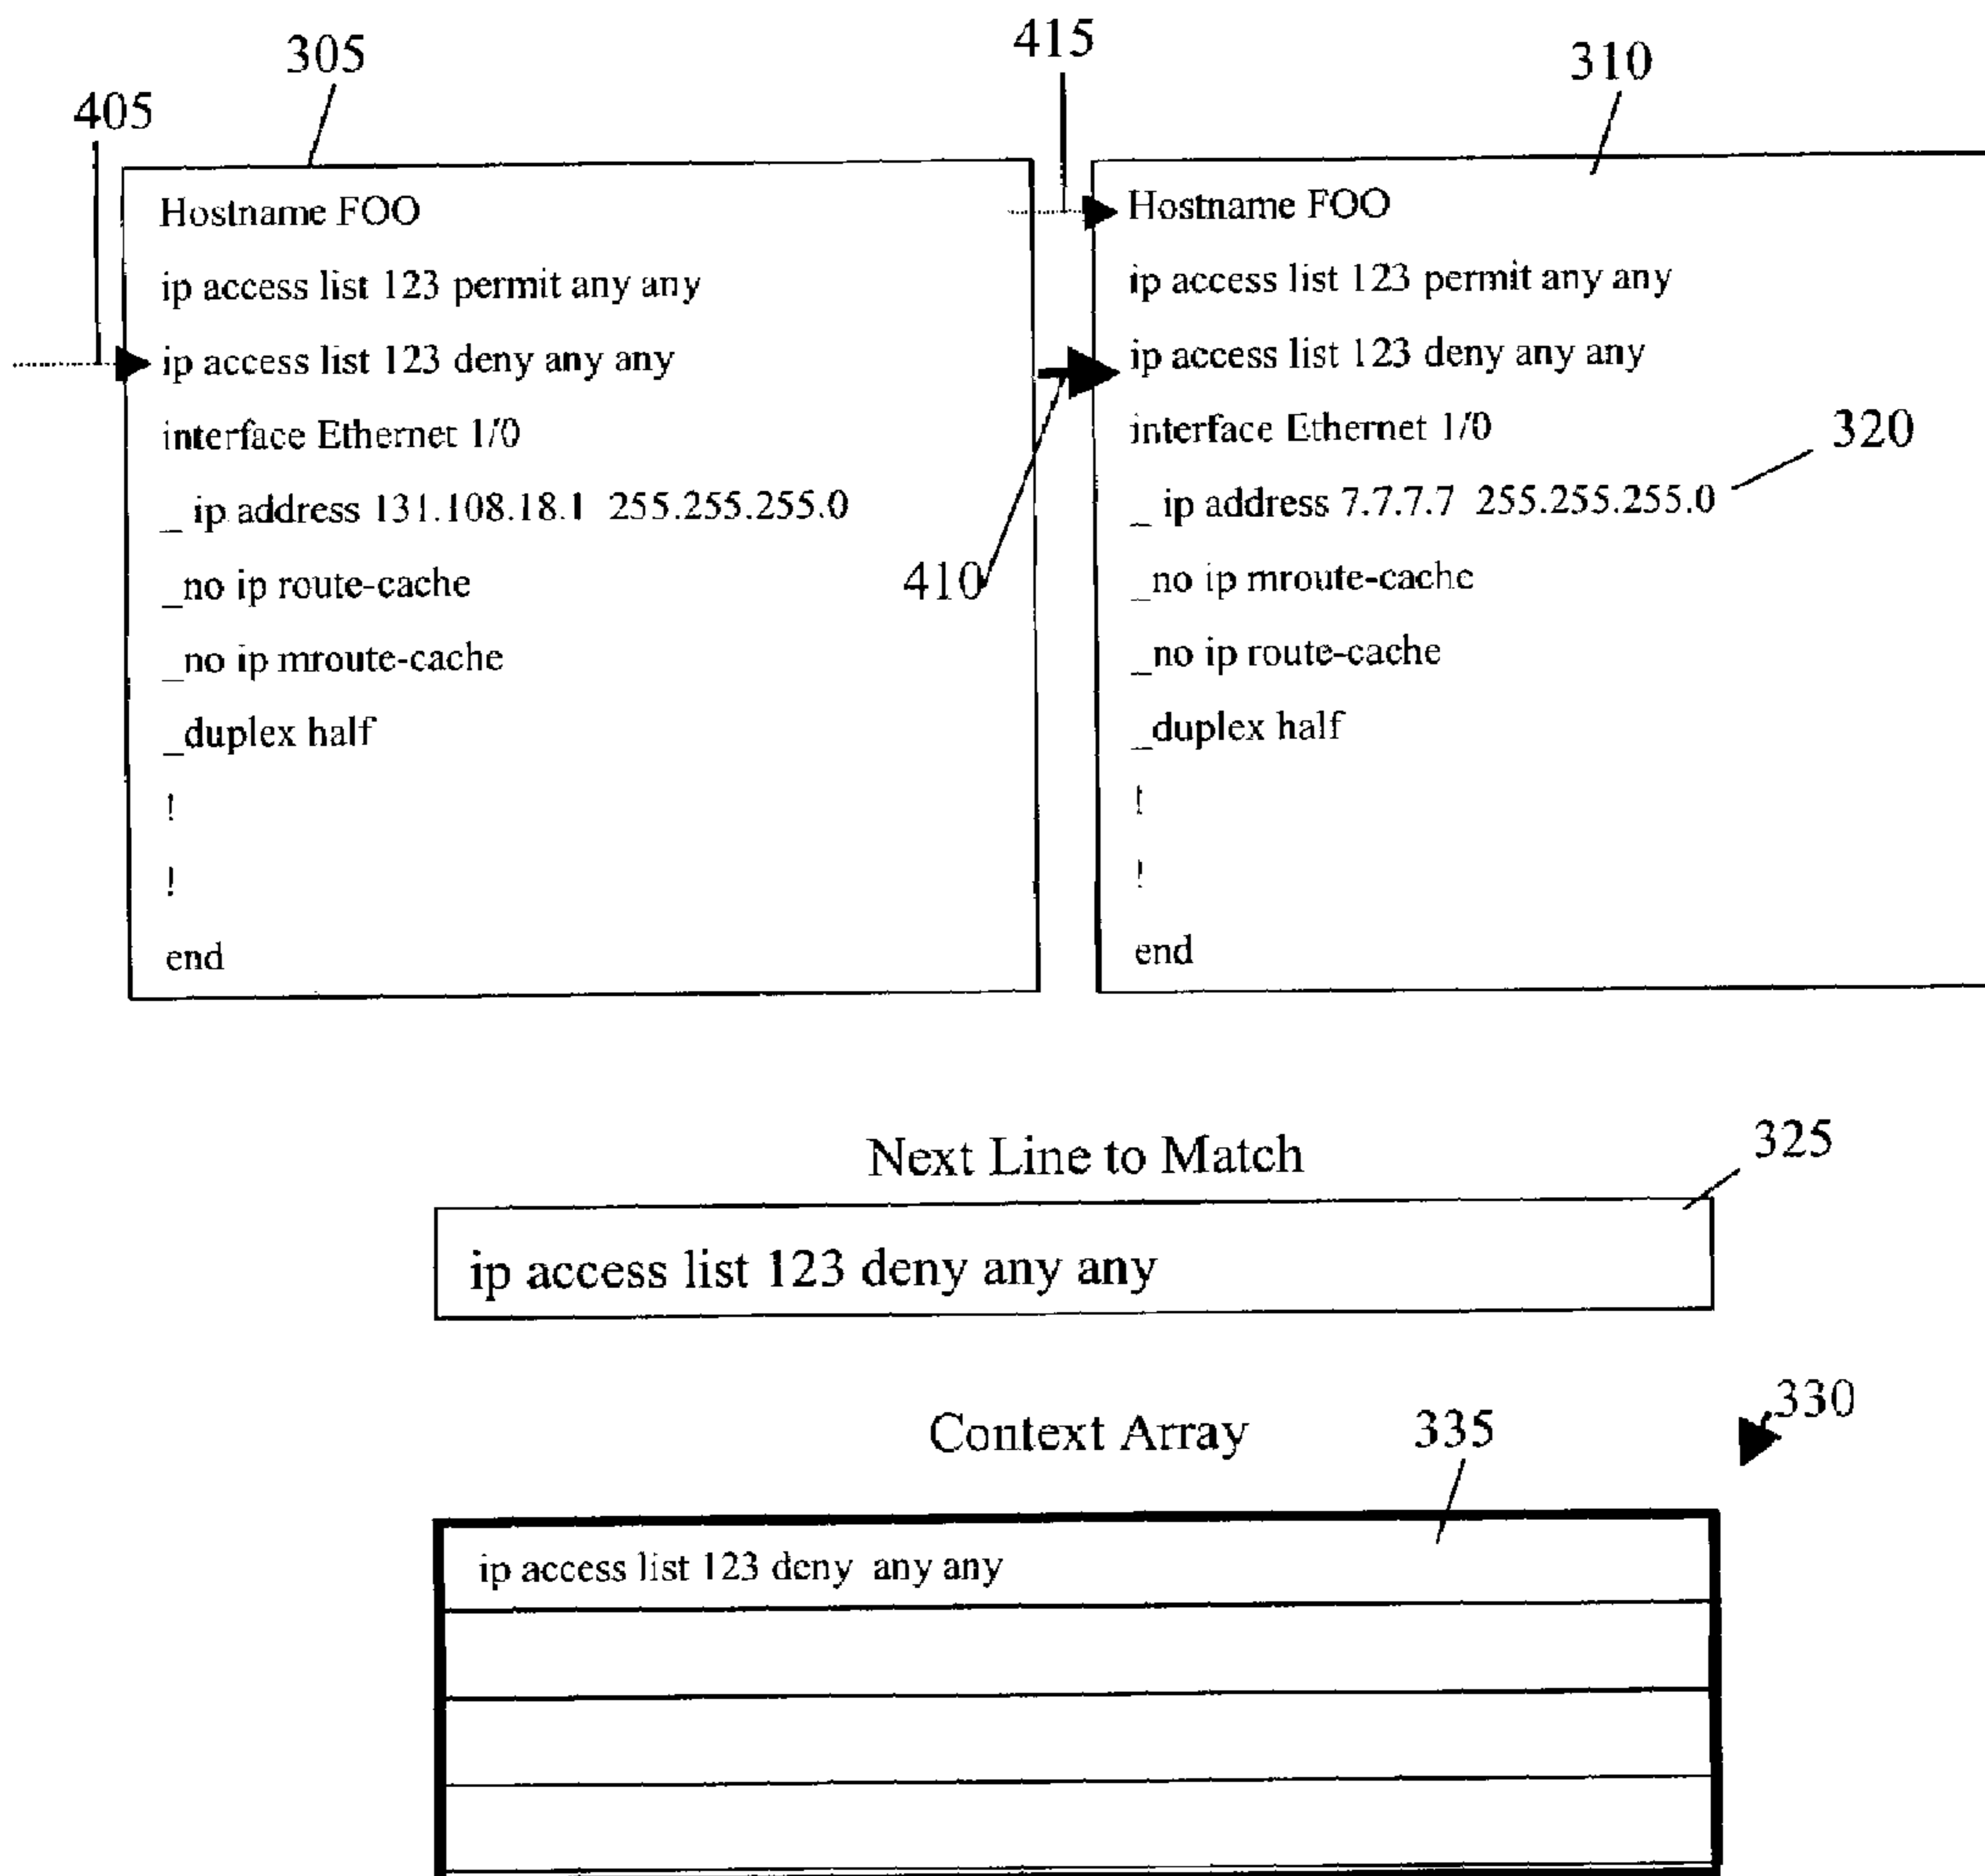 405
305
415
310
Hostname FOO
ip access list 123 permit any any
ip access list 123 deny any any
interface Ethernet 1/0
_ ip address 131.108.18.1 255.255.255.0
_no ip route-cache
_no ip mroute-cache
_duplex half
!
!
end
410
Hostname FOO
ip access list 123 permit any any
ip access list 123 deny any any
interface Ethernet 1/0
_ ip address 7.7.7.7 255.255.255.0
_no ip mroute-cache
_no ip route-cache
_duplex half
!
!
end
320
Next Line to Match
325
ip access list 123 deny any any
Context Array
335
330
ip access list 123 deny any any